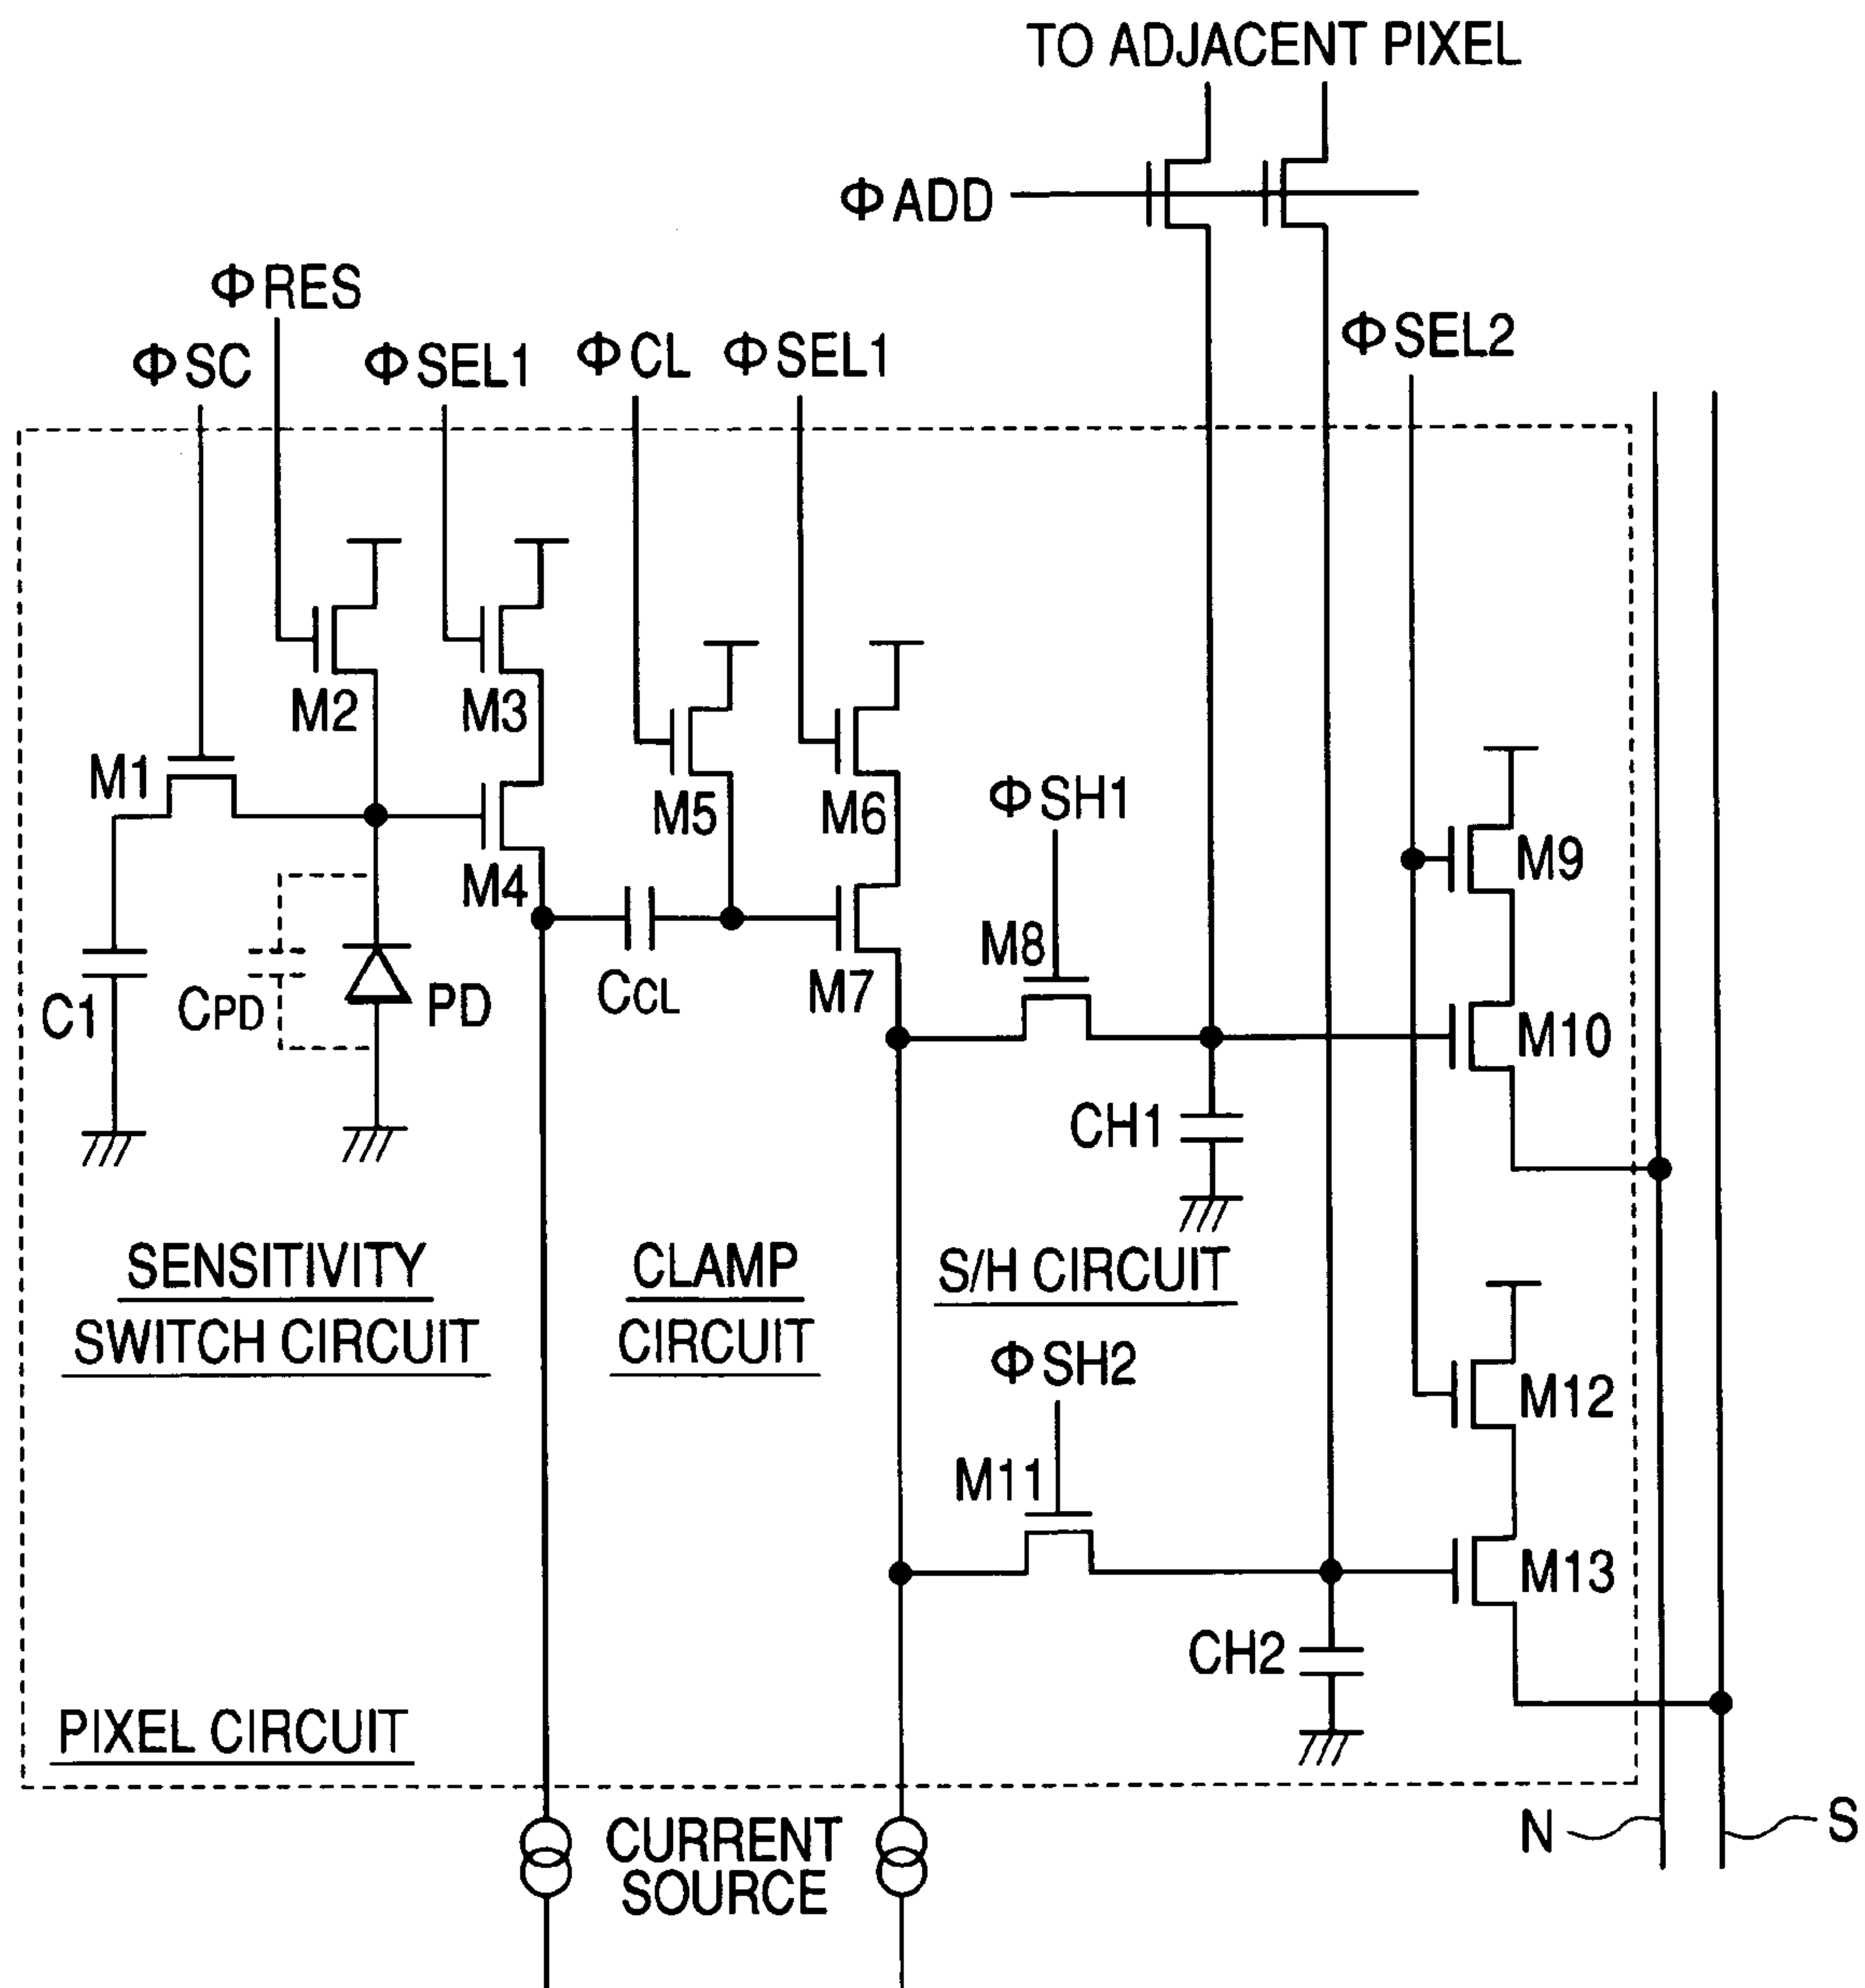 TO ADJACENT PIXEL
ΦADD
ΦRES
ΦSC
ΦSEL1
ΦCL
ΦSEL1
ΦSEL2
M2
M3
M1
M5
M6
ΦSH1
M9
M4
M8
C1
CPD
PD
CCL
M7
M10
CH1
SENSITIVITY
SWITCH CIRCUIT
CLAMP
CIRCUIT
S/H CIRCUIT
ΦSH2
M12
M11
M13
CH2
PIXEL CIRCUIT
CURRENT
SOURCE
N
S